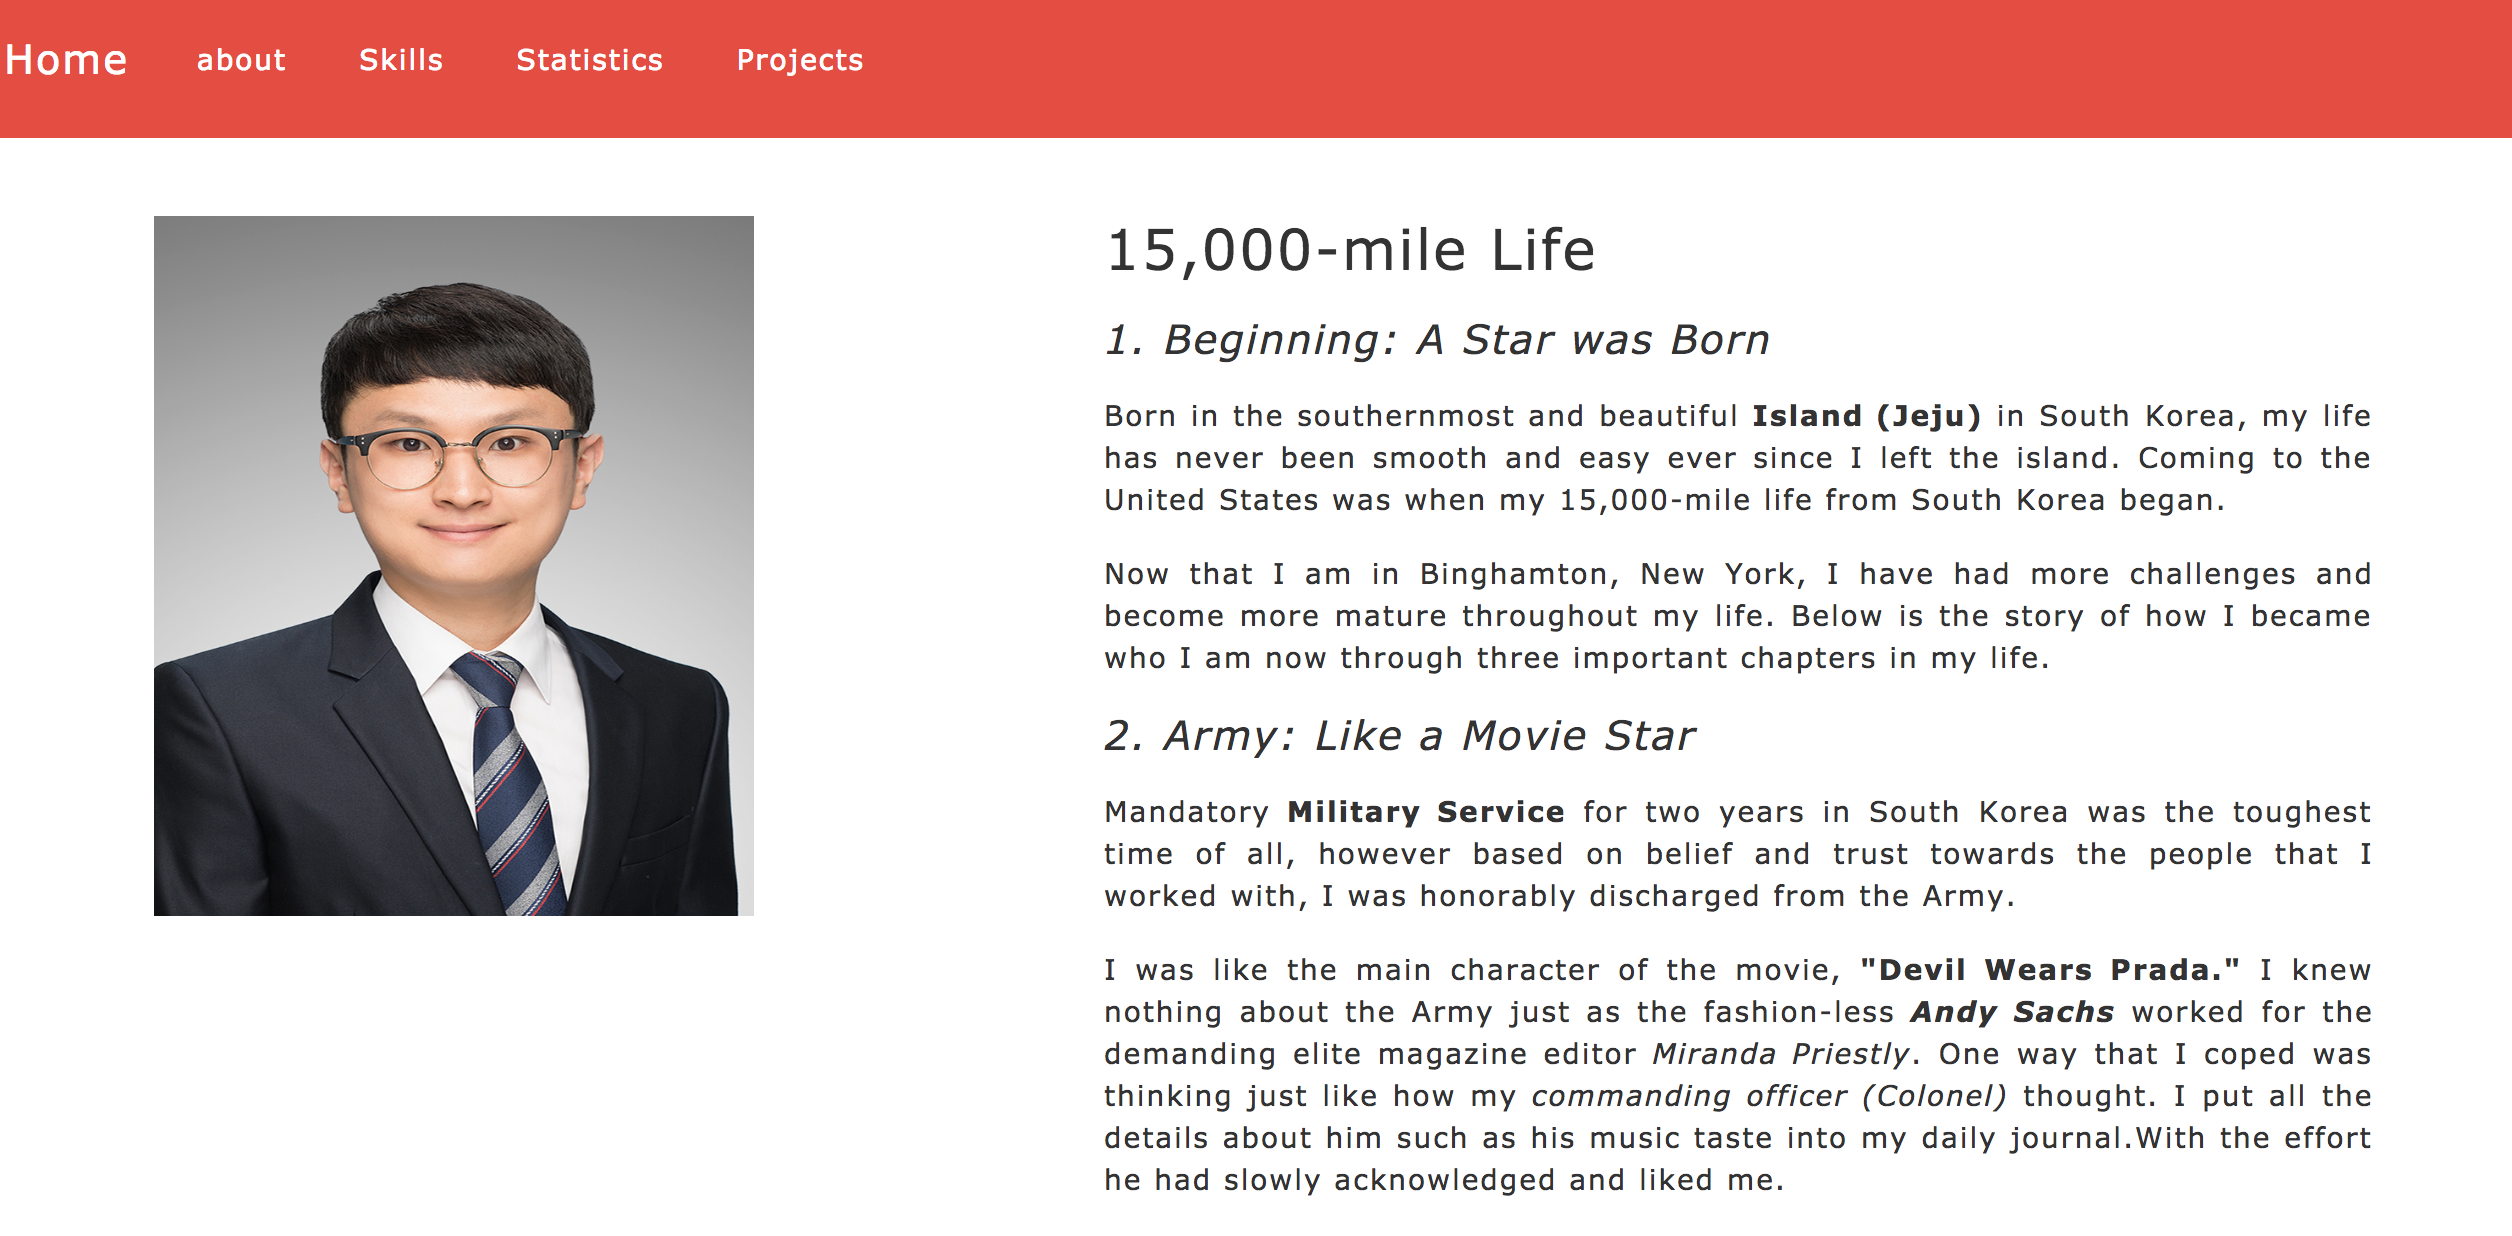 Home about Skills Statistics Projects
15,000-mile Life
1. Beginning: A Star was Born
Born in the southernmost and beautiful Island (Jeju) in South Korea, my life
has never been smooth and easy ever since I left the island. Coming to the
United States was when my 15,000-mile life from South Korea began.
Now that I am in Binghamton, New York, I have had more challenges and
become more mature throughout my life. Below is the story of how I became
who I am now through three important chapters in my life.
2. Army: Like a Movie Star
Mandatory Military Service for two years in South Korea was the toughest
time of all, however based on belief and trust towards the people that I
worked with, I was honorably discharged from the Army.
I was like the main character of the movie, "Devil Wears Prada." I knew
nothing about the Army just as the fashion-less Andy Sachs worked for the
demanding elite magazine editor Miranda Priestly. One way that I coped was
thinking just like how my commanding officer (Colonel) thought. I put all the
details about him such as his music taste into my daily journal.With the effort
he had slowly acknowledged and liked me.